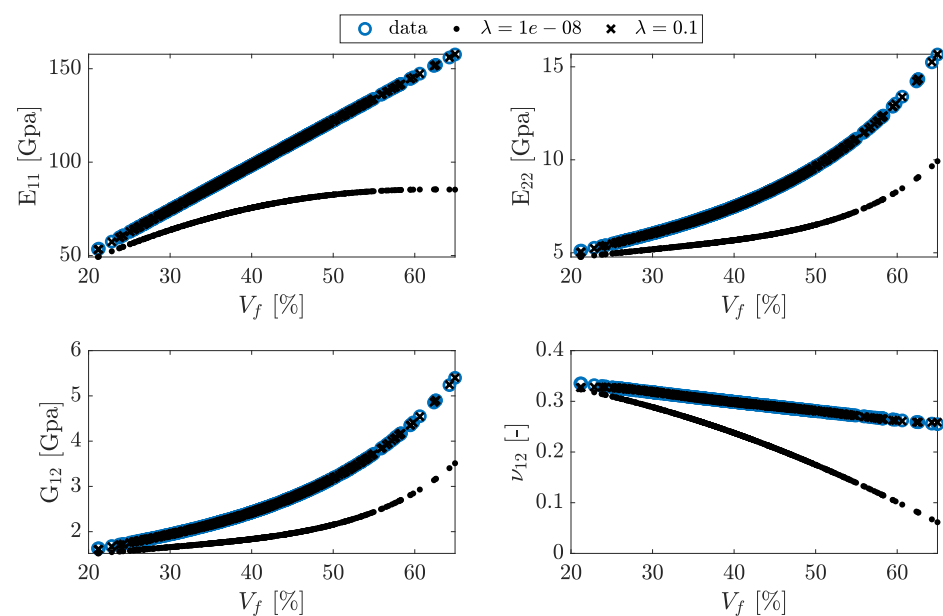 data λ = 1e − 08 λ = 0.1
150
100
50
E11 [Gpa]
20 30 40 50 60
Vf [%]
15
10
5
E22 [Gpa]
20 30 40 50 60
Vf [%]
6
5
4
3
2
G12 [Gpa]
20 30 40 50 60
Vf [%]
0.4
0.3
0.2
0.1
0
ν12 [-]
20 30 40 50 60
Vf [%]